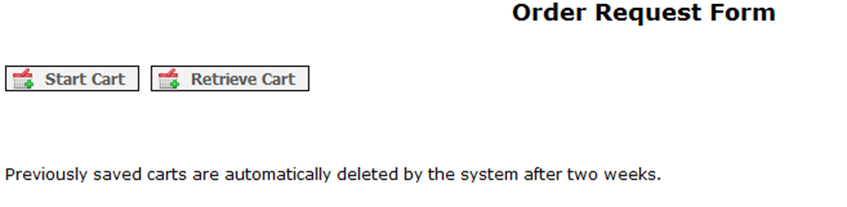 Order Request Form
Start Cart Retrieve Cart
Previously saved carts are automatically deleted by the system after two weeks.